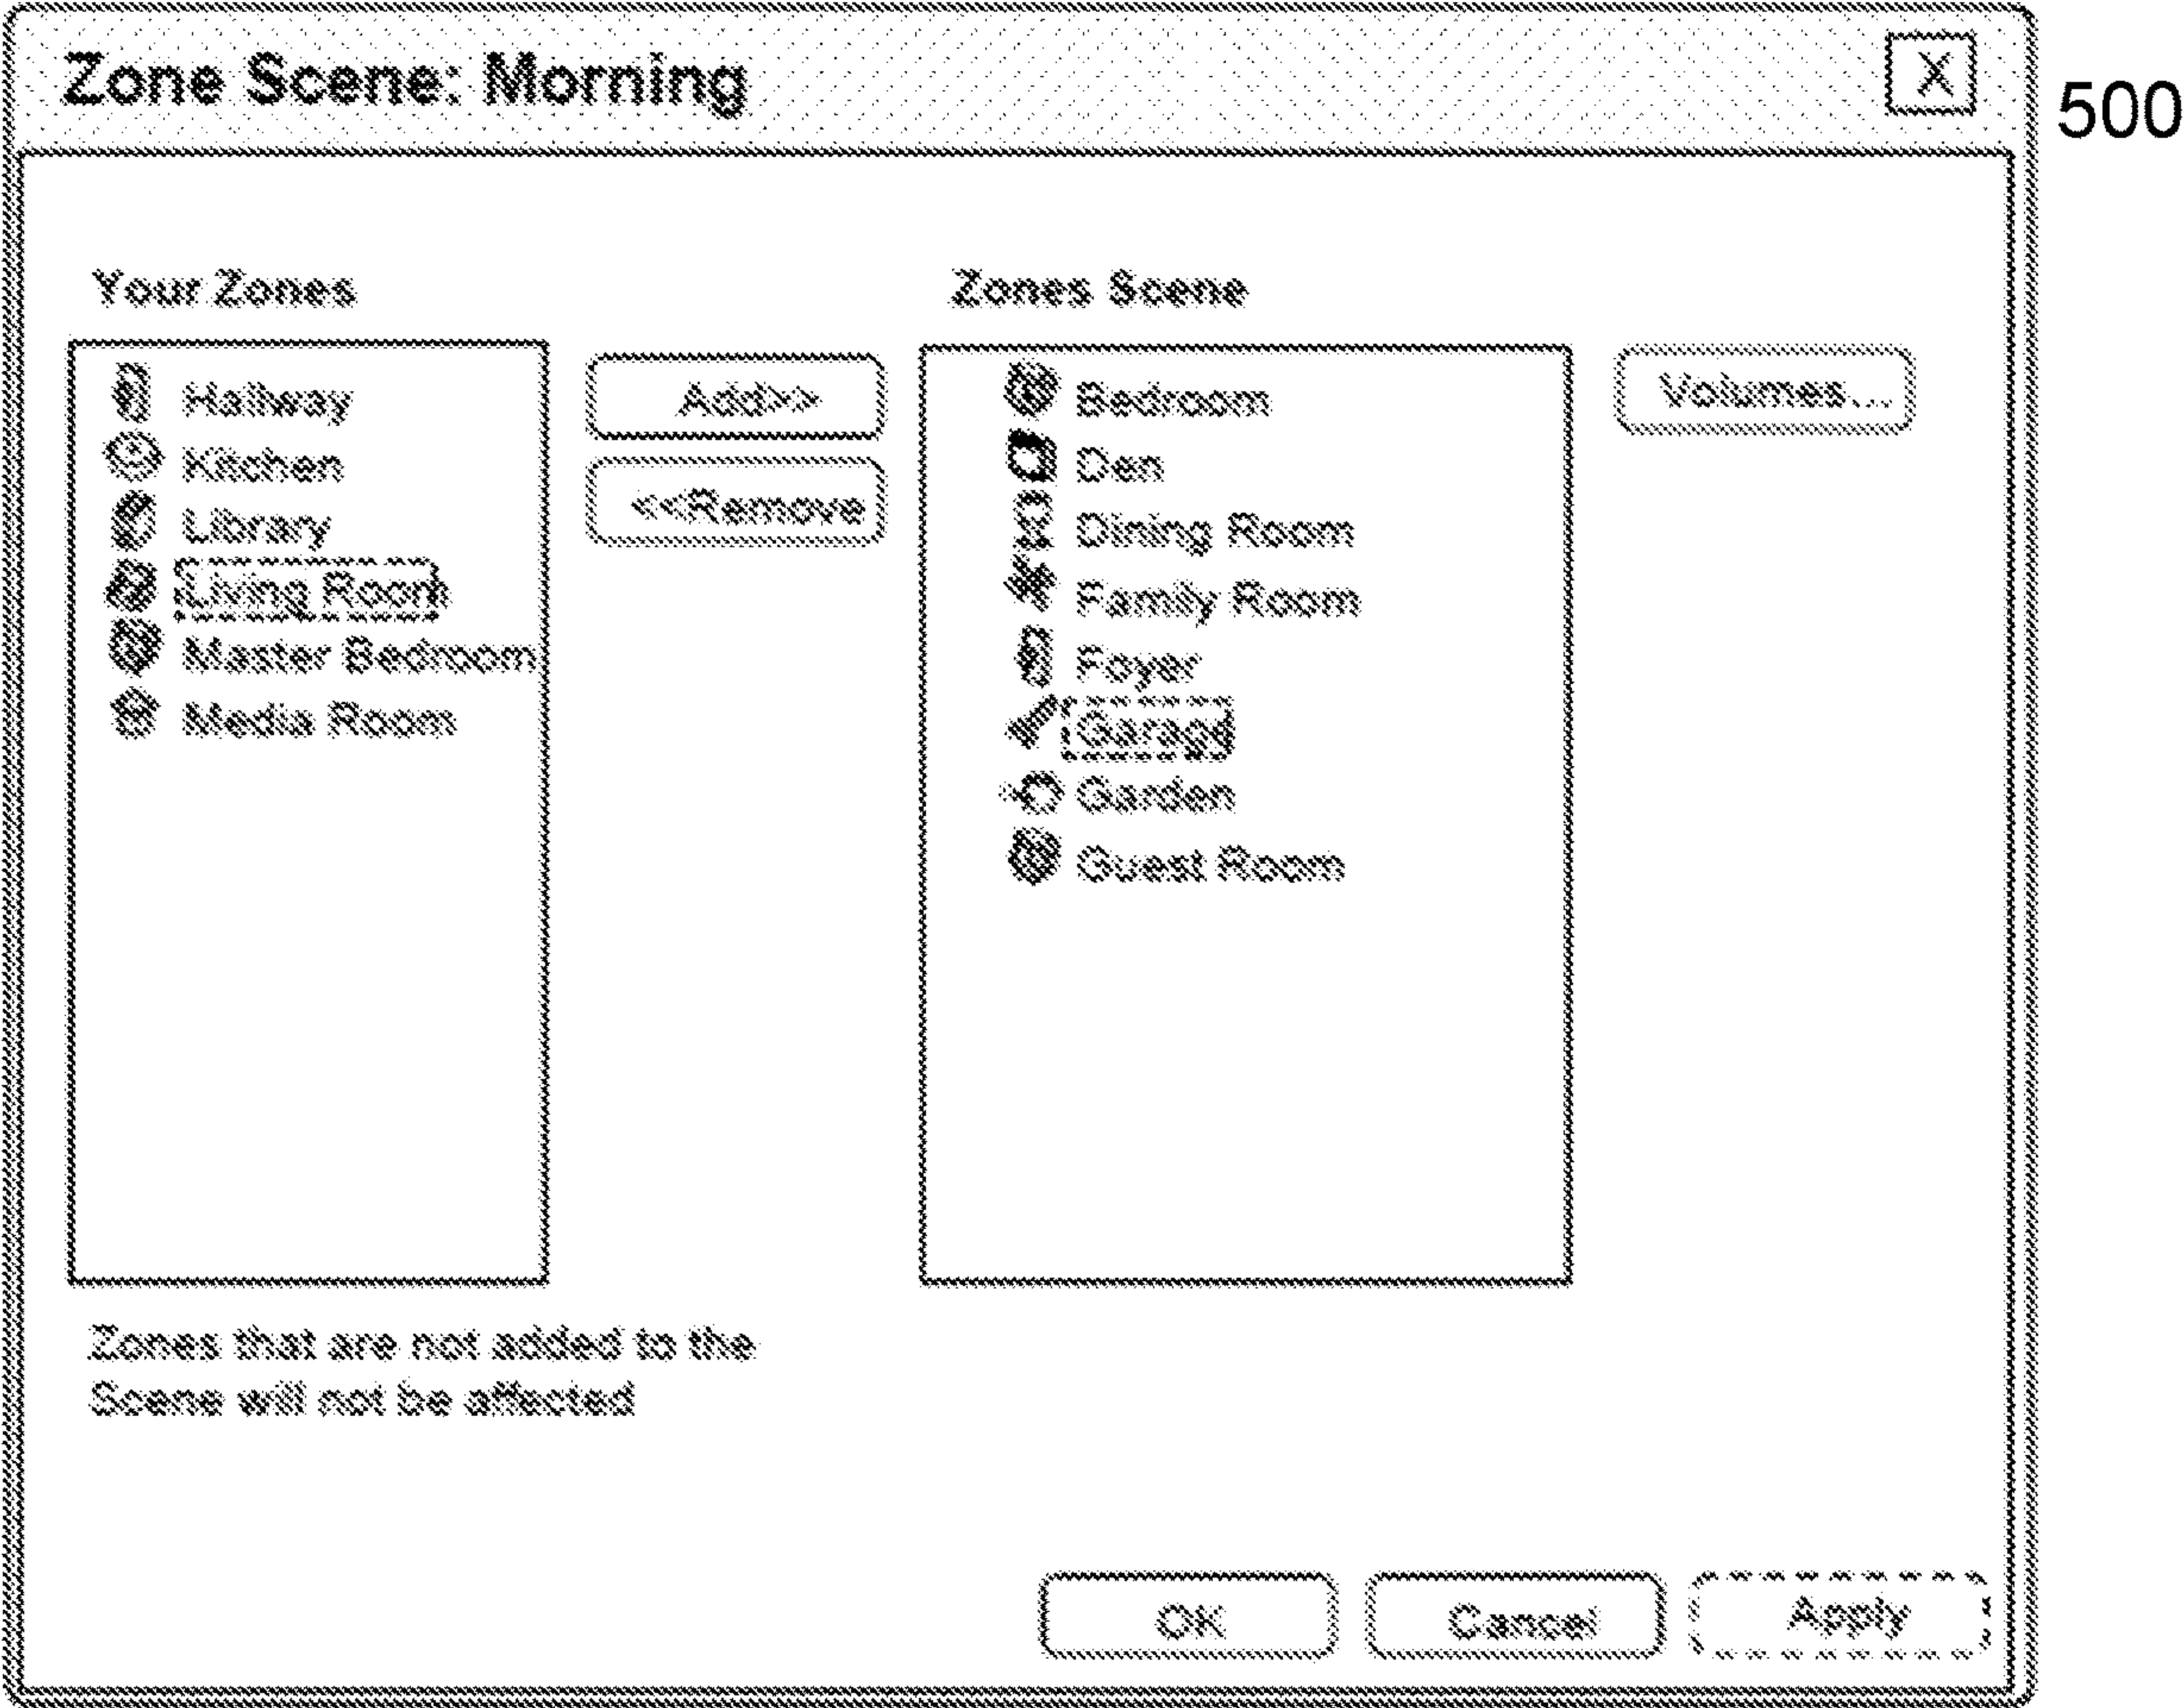 Zone Scene: Morning
X
500
Your Zones
Hallway
Kitchen
Library
Living Room
Master Bedroom
Media Room
Add>>
<<Remove
Zones Scene
Bedroom
Den
Dining Room
Family Room
Foyer
Garage
Garden
Guest Room
Volumes...
Zones that are not added to the
Scene will not be affected
OK
Cancel
Apply